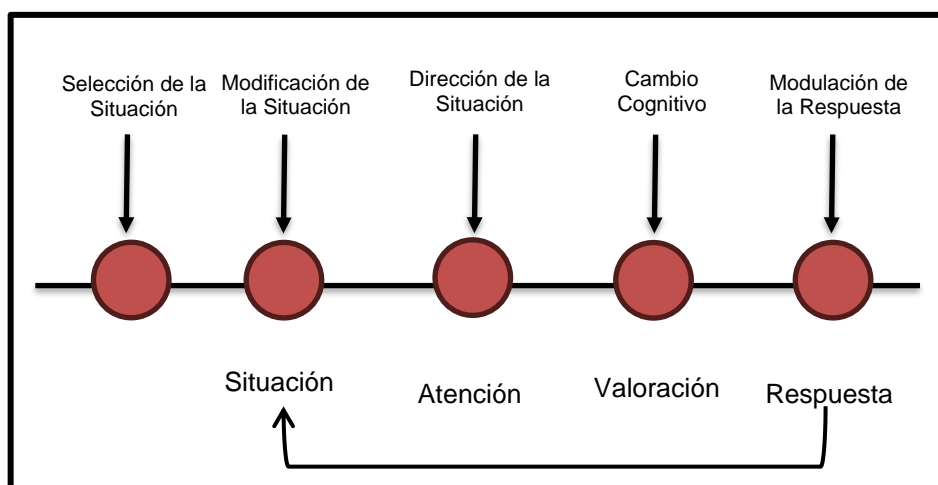 Selección de la
Situación
Modificación de
la Situación
Dirección de la
Situación
Cambio
Cognitivo
Modulación de
la Respuesta
Situación
Atención
Valoración
Respuesta